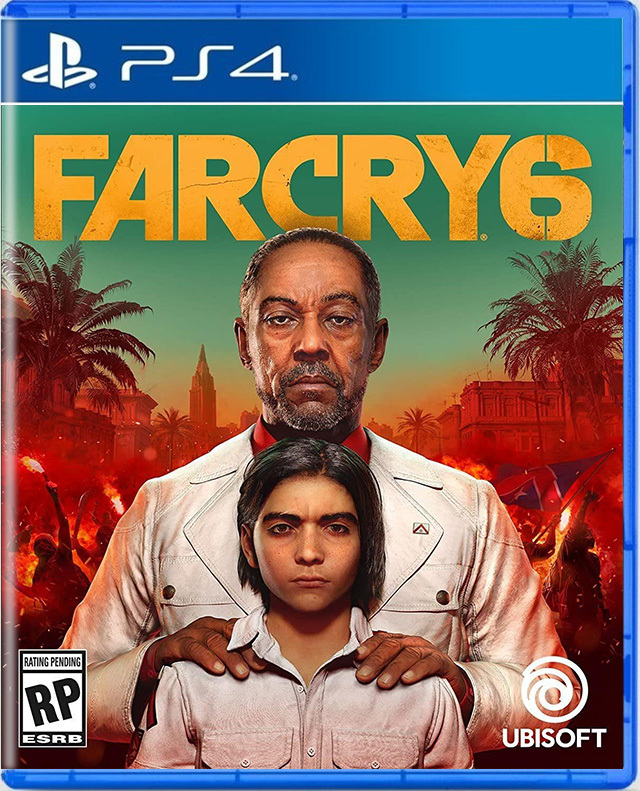 PS4
FARCRY6
RATING PENDING
RP
ESRB
UBISOFT